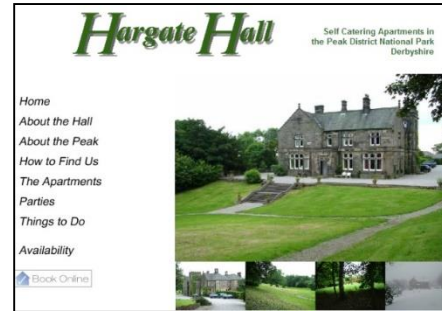 Hargate Hall
Self Catering Apartments in
the Peak District National Park
Derbyshire
Home
About the Hall
About the Peak
How to Find Us
The Apartments
Parties
Things to Do
Availability
Book Online